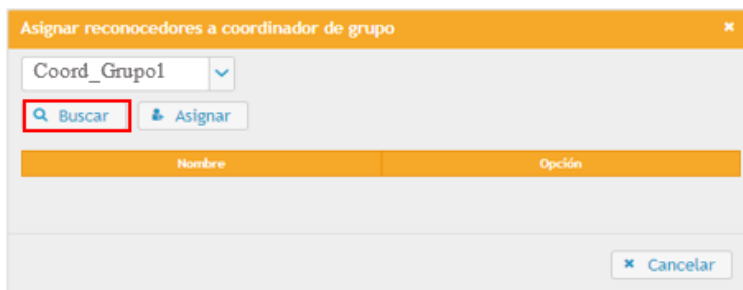 Asignar reconocedores a coordinador de grupo
Coord_Grupo1
Buscar Asignar
Nombre Opción
Cancelar